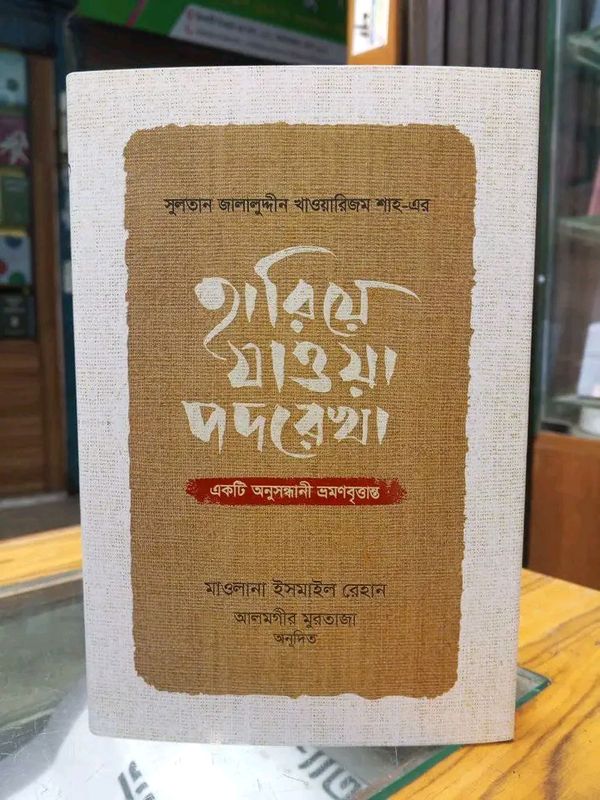 সুলতান জালালুদ্দীন খাওয়ারিজম শাহ-এর
হারিয়ে
যাওয়া
পদরেখা
একটি অনুসন্ধানী ভ্রমণবৃত্তান্ত
মাওলানা ইসমাইল রেহান
আলমগীর মুরতাজা
অনূদিত